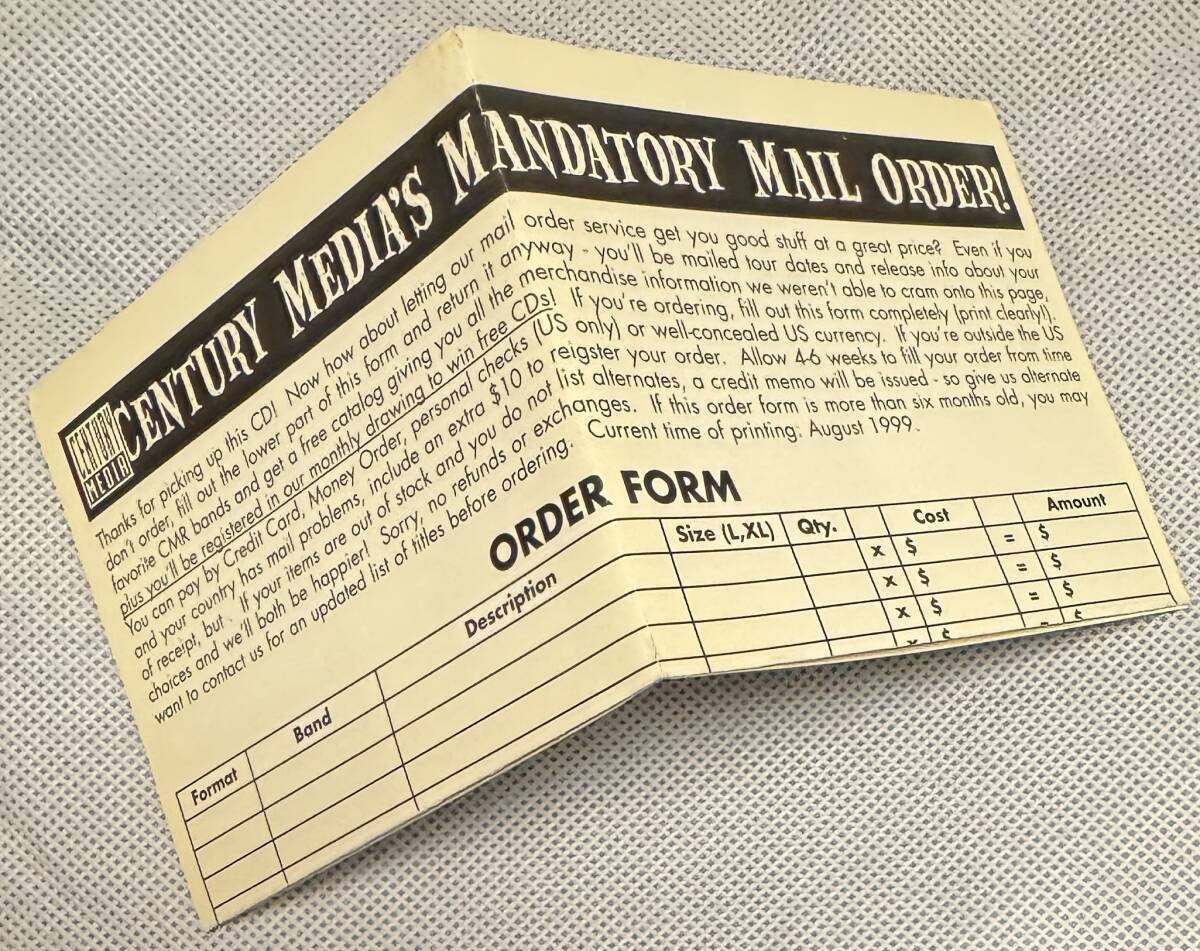 CENTURY MEDIA
CENTURY MEDIA'S MANDATORY MAIL ORDER!
Thanks for picking up this CD! Now how about letting our mail order service get you good stuff at a great price? Even if you
don't order, fill out the lower part of this form and return it anyway - you'll be mailed tour dates and release info about your
favorite CMR bands and get a free catalog giving you all the merchandise information we weren't able to cram onto this page,
plus you'll be registered in our monthly drawing to win free CDs! If you're ordering, fill out this form completely (print clearly!).
You can pay by Credit Card, Money Order, personal checks (US only) or well-concealed US currency. If you're outside the US
and your country has mail problems, include an extra $10 to reigster your order. Allow 4-6 weeks to fill your order from time
of receipt, but . If your items are out of stock and you do not list alternates, a credit memo will be issued - so give us alternate
choices and we'll both be happier! Sorry, no refunds or exchanges. If this order form is more than six months old, you may
want to contact us for an updated list of titles before ordering. Current time of printing: August 1999.
ORDER FORM
Format Band Description Size (L,XL) Qty. Cost Amount
x $ = $
x $ = $
x $ = $